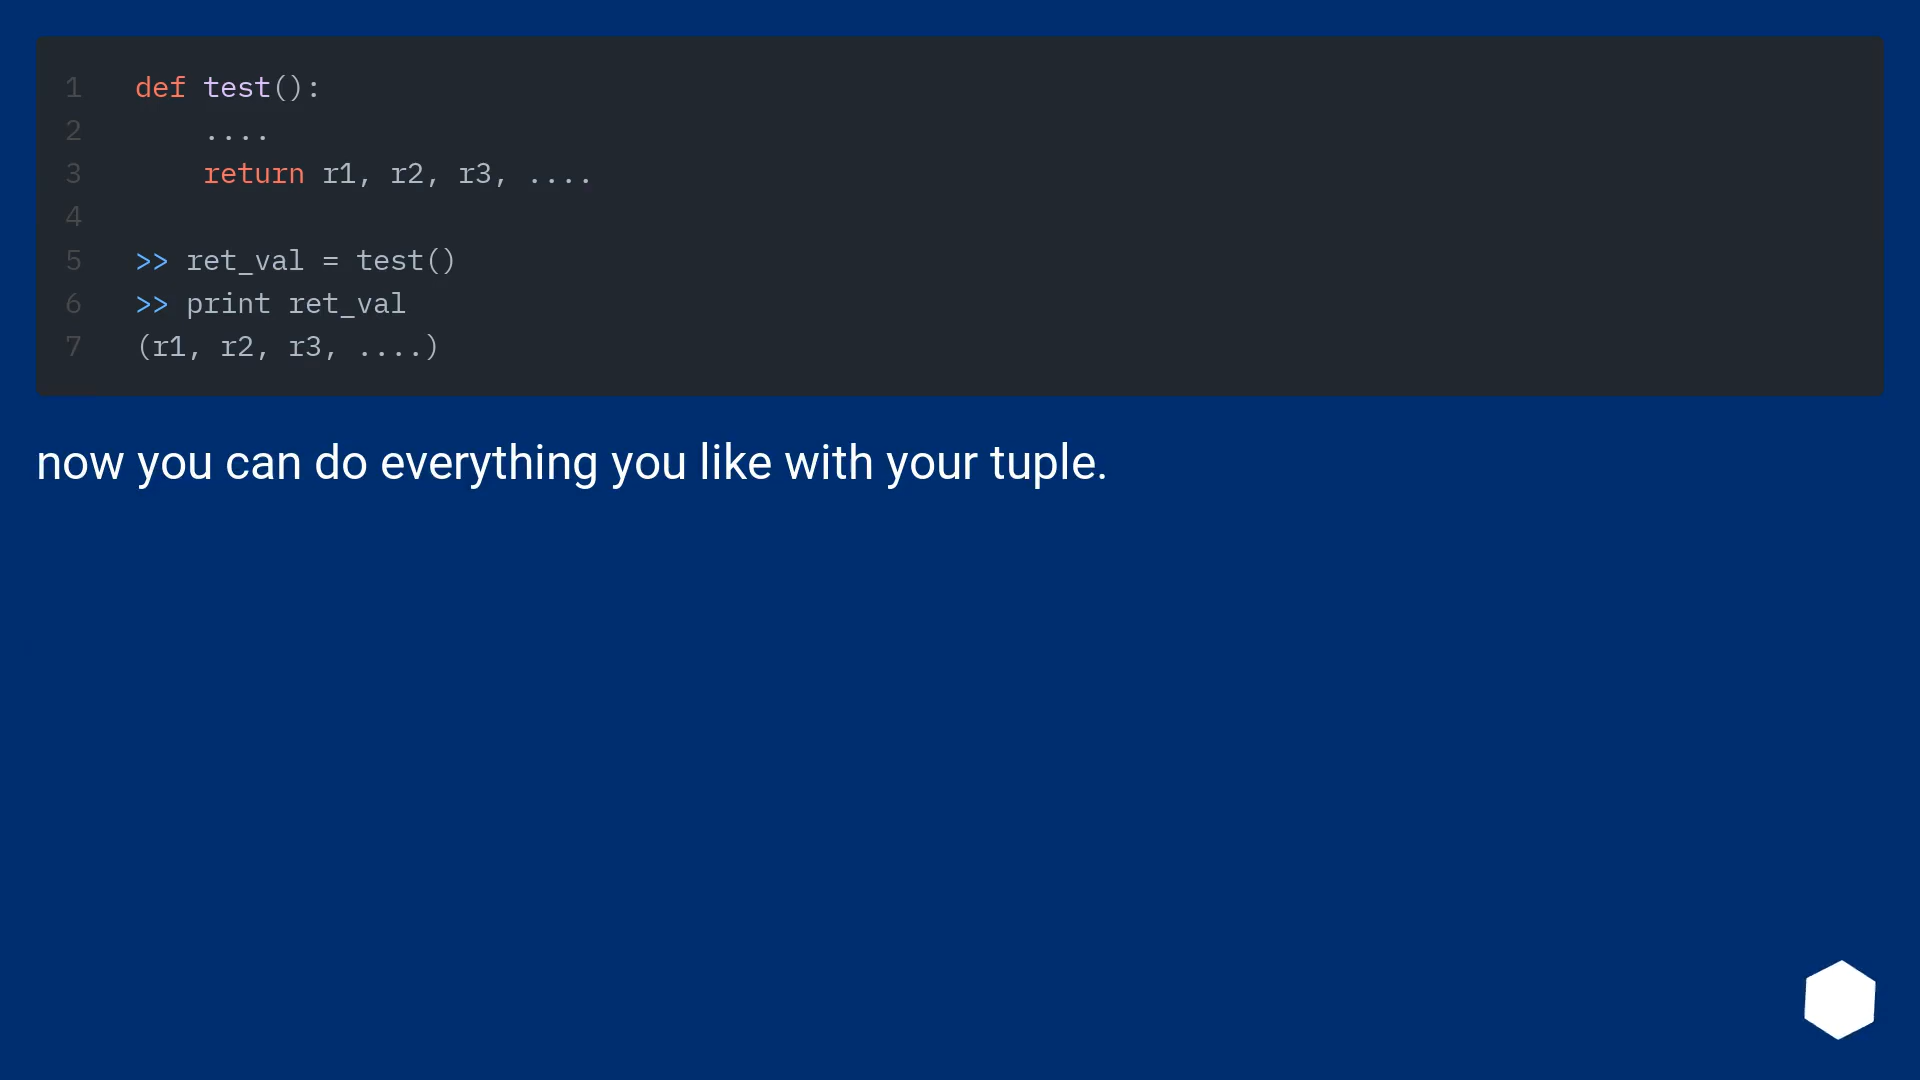 1 def test():
2     ....
3     return r1, r2, r3, ....
4
5 >> ret_val = test()
6 >> print ret_val
7 (r1, r2, r3, ....)
now you can do everything you like with your tuple.